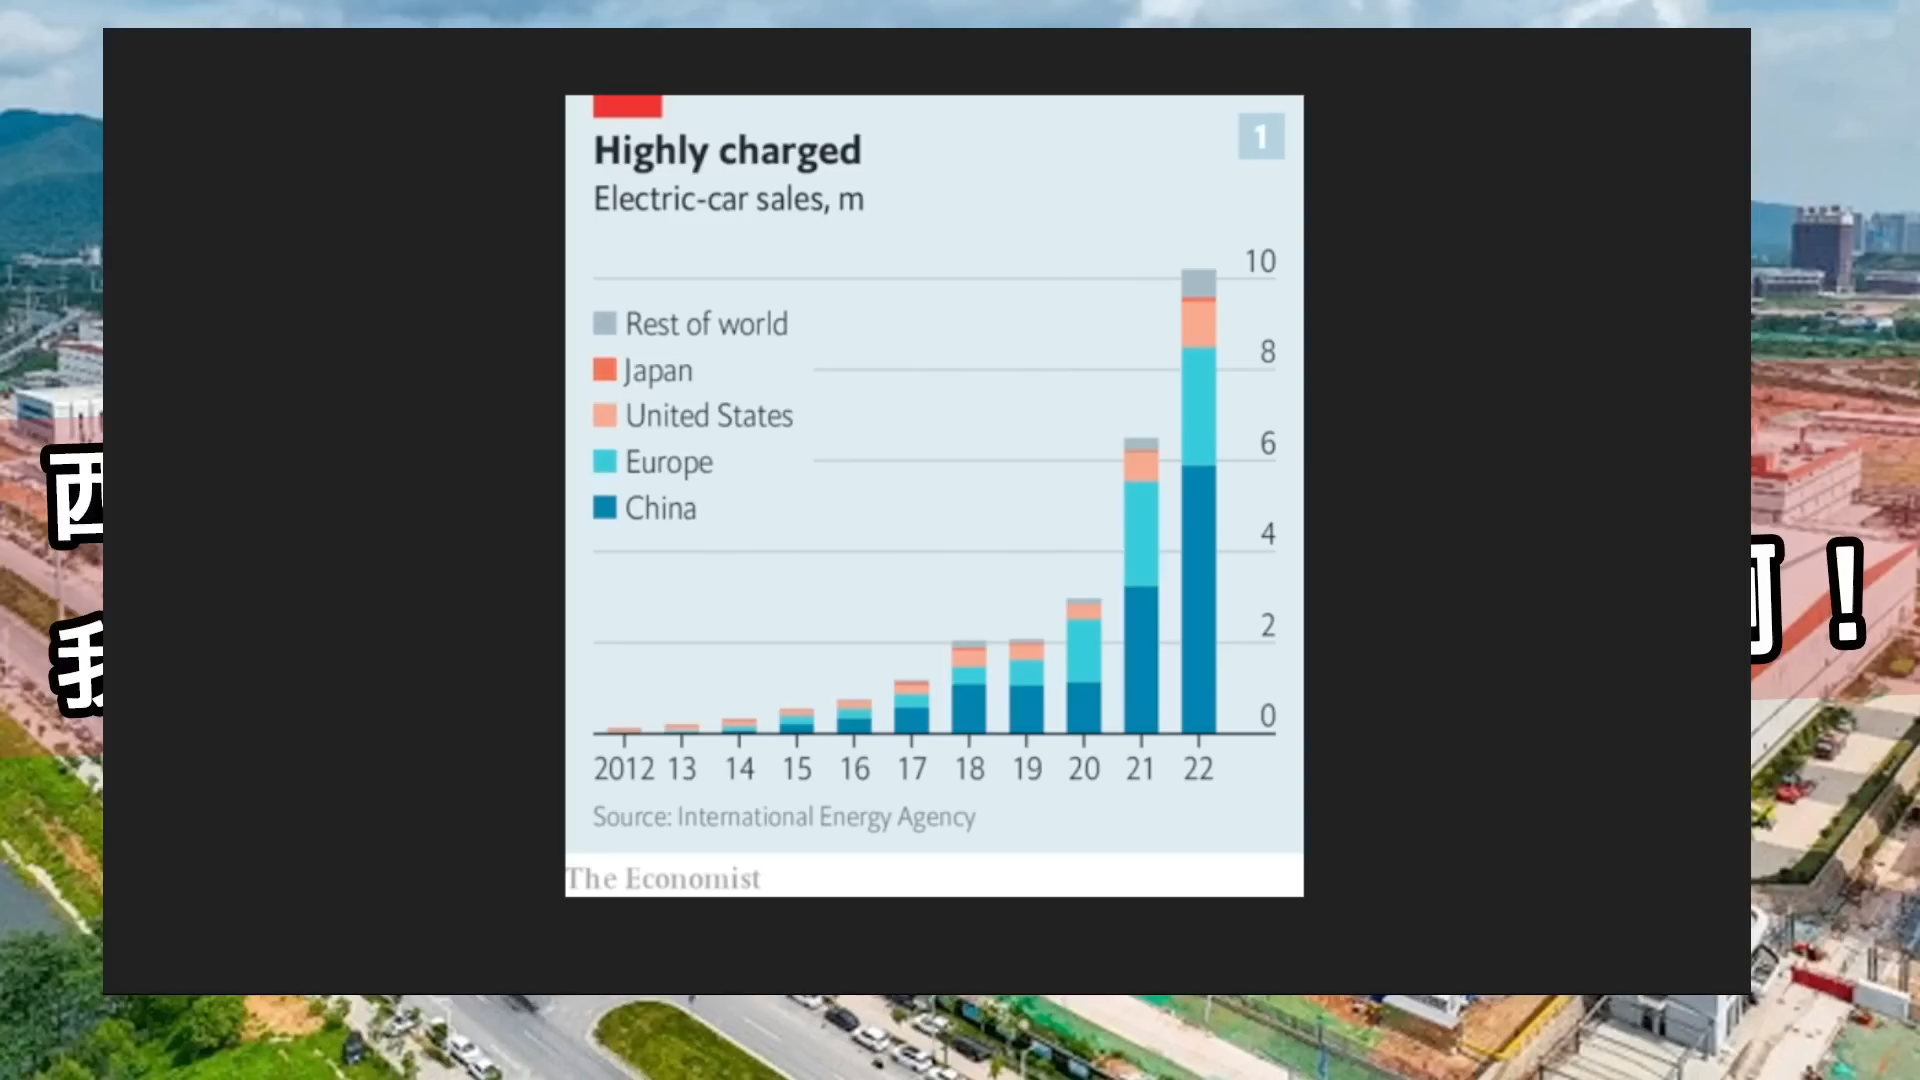 Highly charged
1
Electric-car sales, m
10
Rest of world
8
Japan
United States
6
Europe
China
4
2
0
2012 13 14 15 16 17 18 19 20 21 22
Source: International Energy Agency
The Economist
西
我
！